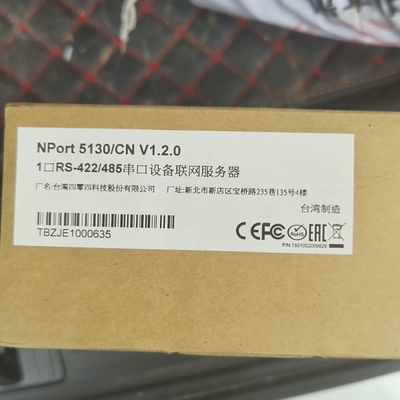 NPort 5130/CN V1.2.0
1口RS-422/485串口设备联网服务器
厂名:台湾四零四科技股份有限公司 厂址:新北市新店区宝桥路235巷135号4楼
台湾制造
TBZJE1000635
CE FC RoHS EAC
P/N:1501002009829